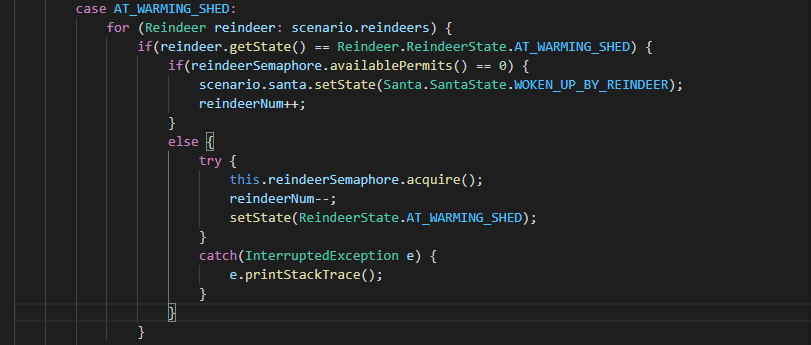 case AT_WARMING_SHED:
for (Reindeer reindeer: scenario.reindeers) {
if(reindeer.getState() == Reindeer.ReindeerState.AT_WARMING_SHED) {
if(reindeerSemaphore.availablePermits() == 0) {
scenario.santa.setState(Santa.SantaState.WOKEN_UP_BY_REINDEER);
reindeerNum++;
}
else {
try {
this.reindeerSemaphore.acquire();
reindeerNum--;
setState(ReindeerState.AT_WARMING_SHED);
}
catch(InterruptedException e) {
e.printStackTrace();
}
}
}